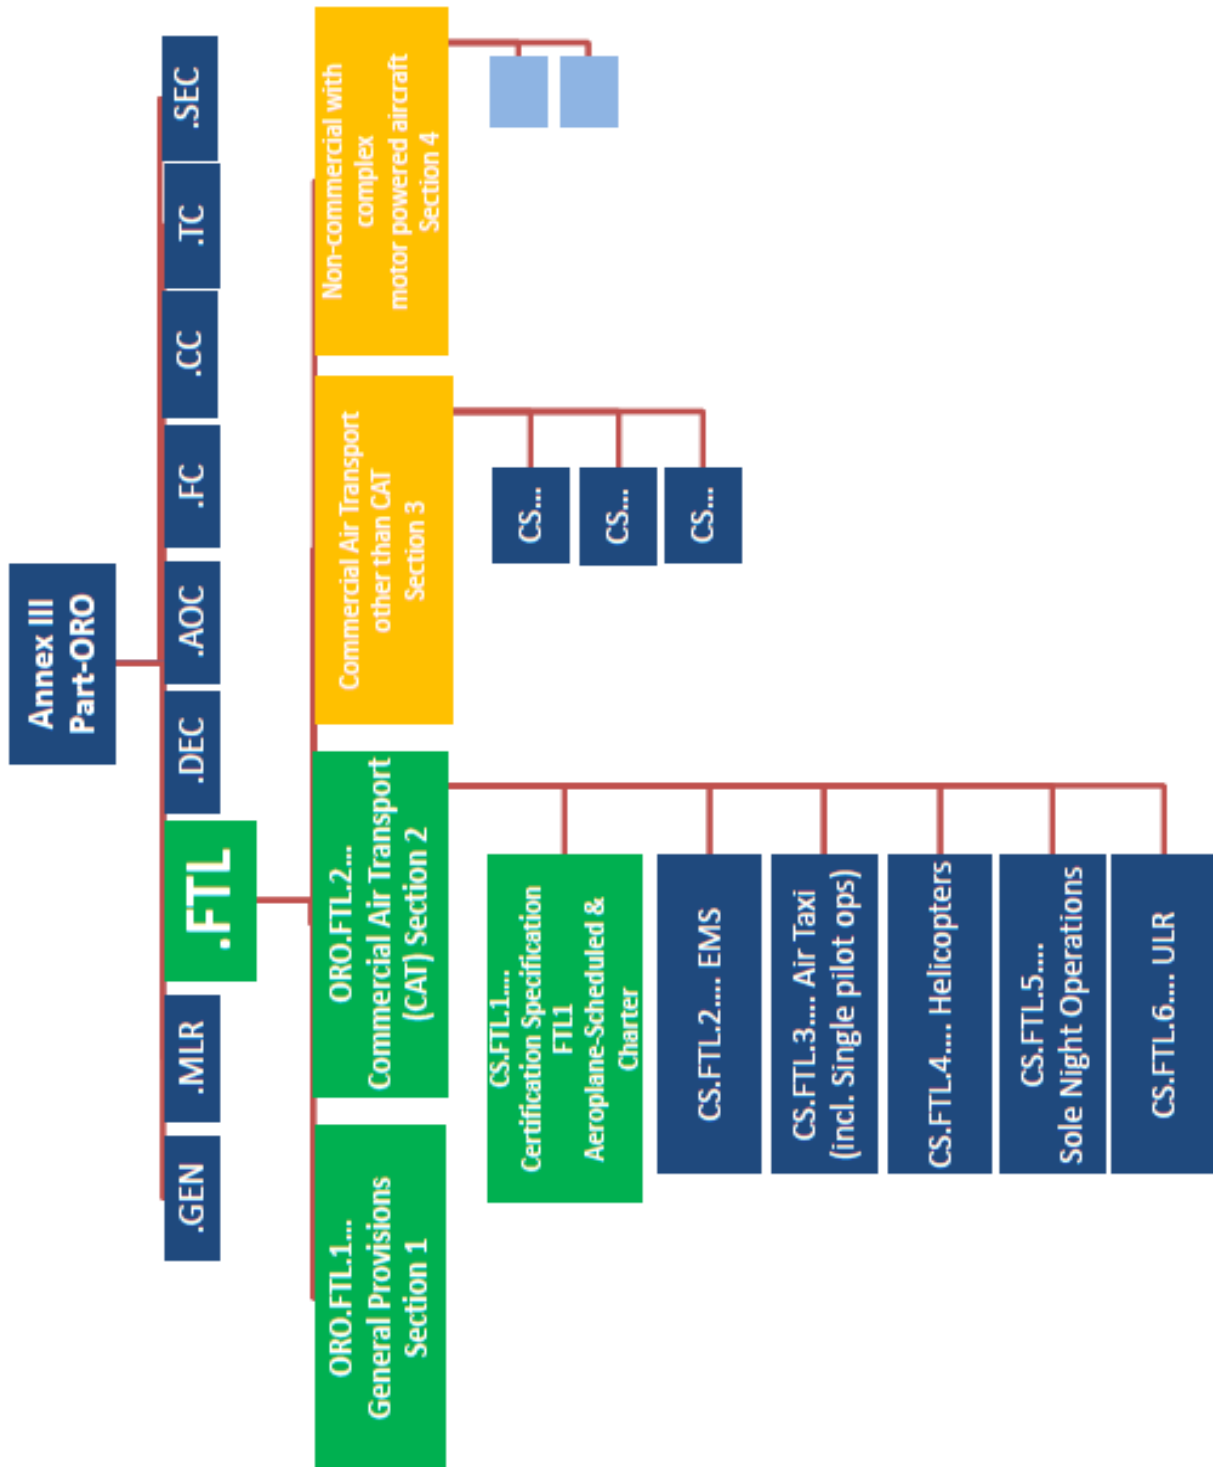 Annex III
Part-ORO
.GEN
.MLR
.FTL
.DEC
.AOC
.FC
.CC
.TC
.SEC
ORO.FTL.1...
General Provisions
Section 1
ORO.FTL.2...
Commercial Air Transport
(CAT) Section 2
Commercial Air Transport
other than CAT
Section 3
Non-commercial with
complex
motor powered aircraft
Section 4
CS.FTL.1....
Certification Specification
FTL1
Aeroplane-Scheduled &
Charter
CS.FTL.2.... EMS
CS.FTL.3.... Air Taxi
(incl. Single pilot ops)
CS.FTL.4.... Helicopters
CS.FTL.5....
Sole Night Operations
CS.FTL.6.... ULR
CS...
CS...
CS...